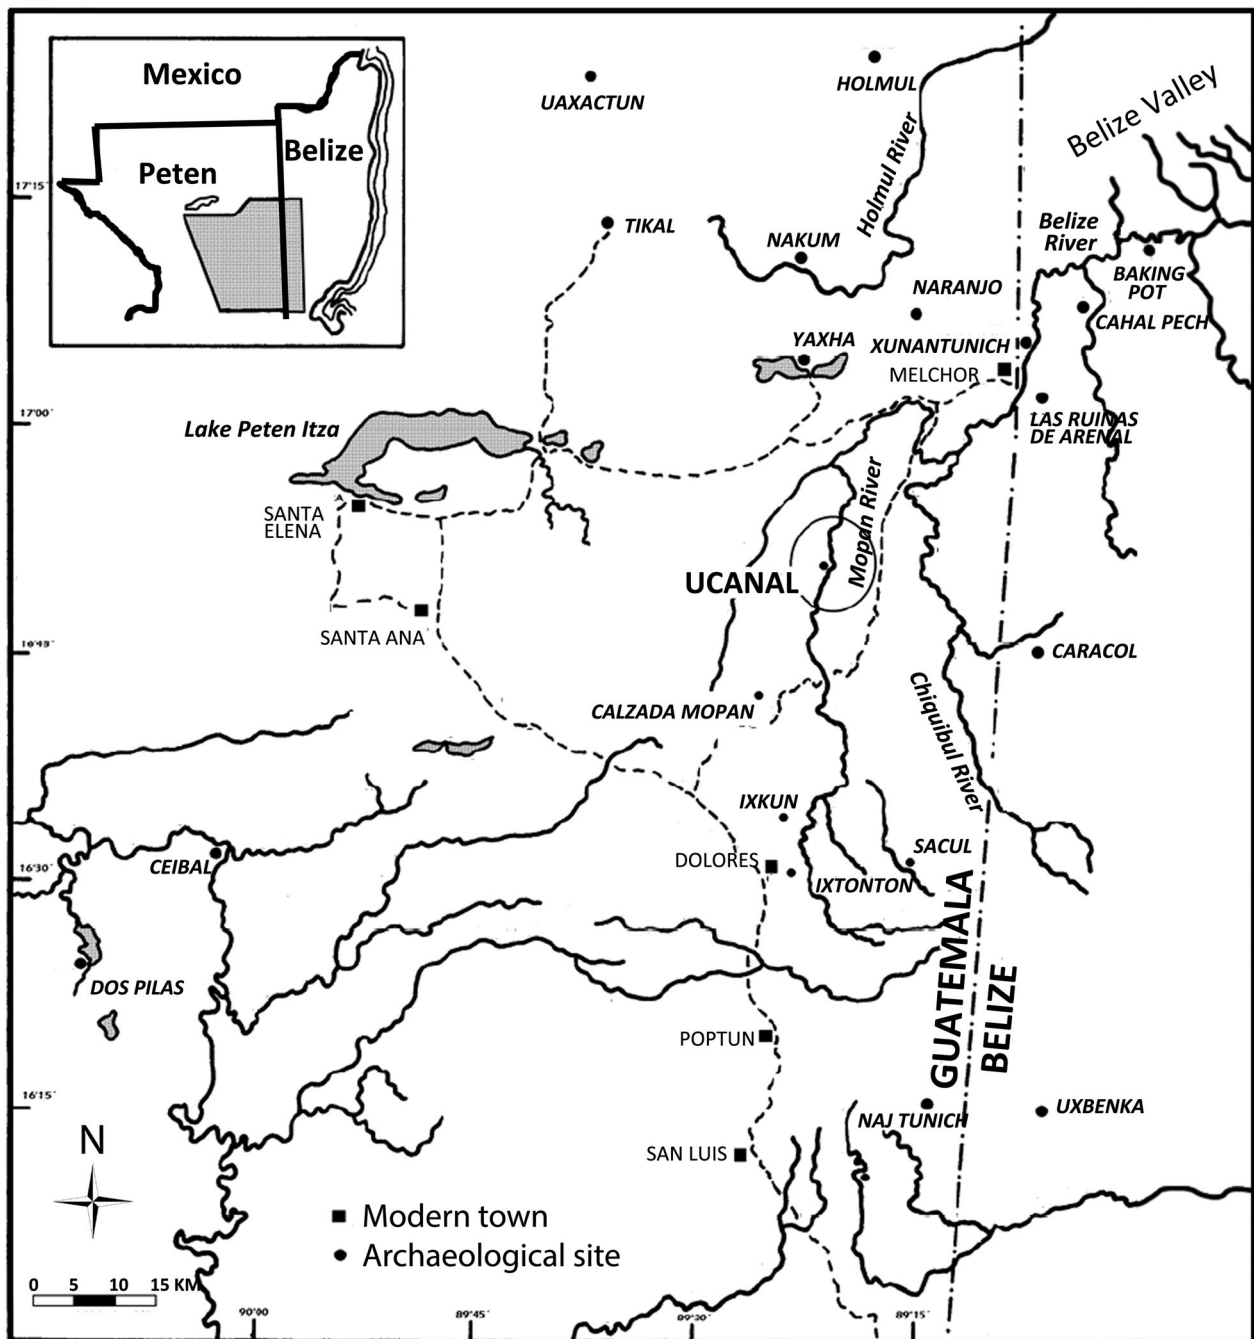 Mexico
Belize
Peten
UAXACTUN
HOLMUL
Holmul River
Belize Valley
17°15'
TIKAL
NAKUM
Belize
River
BAKING
POT
NARANJO
CAHAL PECH
YAXHA
XUNANTUNICH
MELCHOR
17°00'
Lake Peten Itza
LAS RUINAS
DE ARENAL
SANTA
ELENA
Mopan River
UCANAL
SANTA ANA
CARACOL
CALZADA MOPAN
Chiquibul River
IXKUN
DOLORES
SACUL
CEIBAL
16°30'
IXTONTON
GUATEMALA
BELIZE
DOS PILAS
POPTUN
16°15'
NAJ TUNICH
UXBENKA
N
SAN LUIS
Modern town
Archaeological site
0 5 10 15 KM
90°00 89°45 89°30 89°15